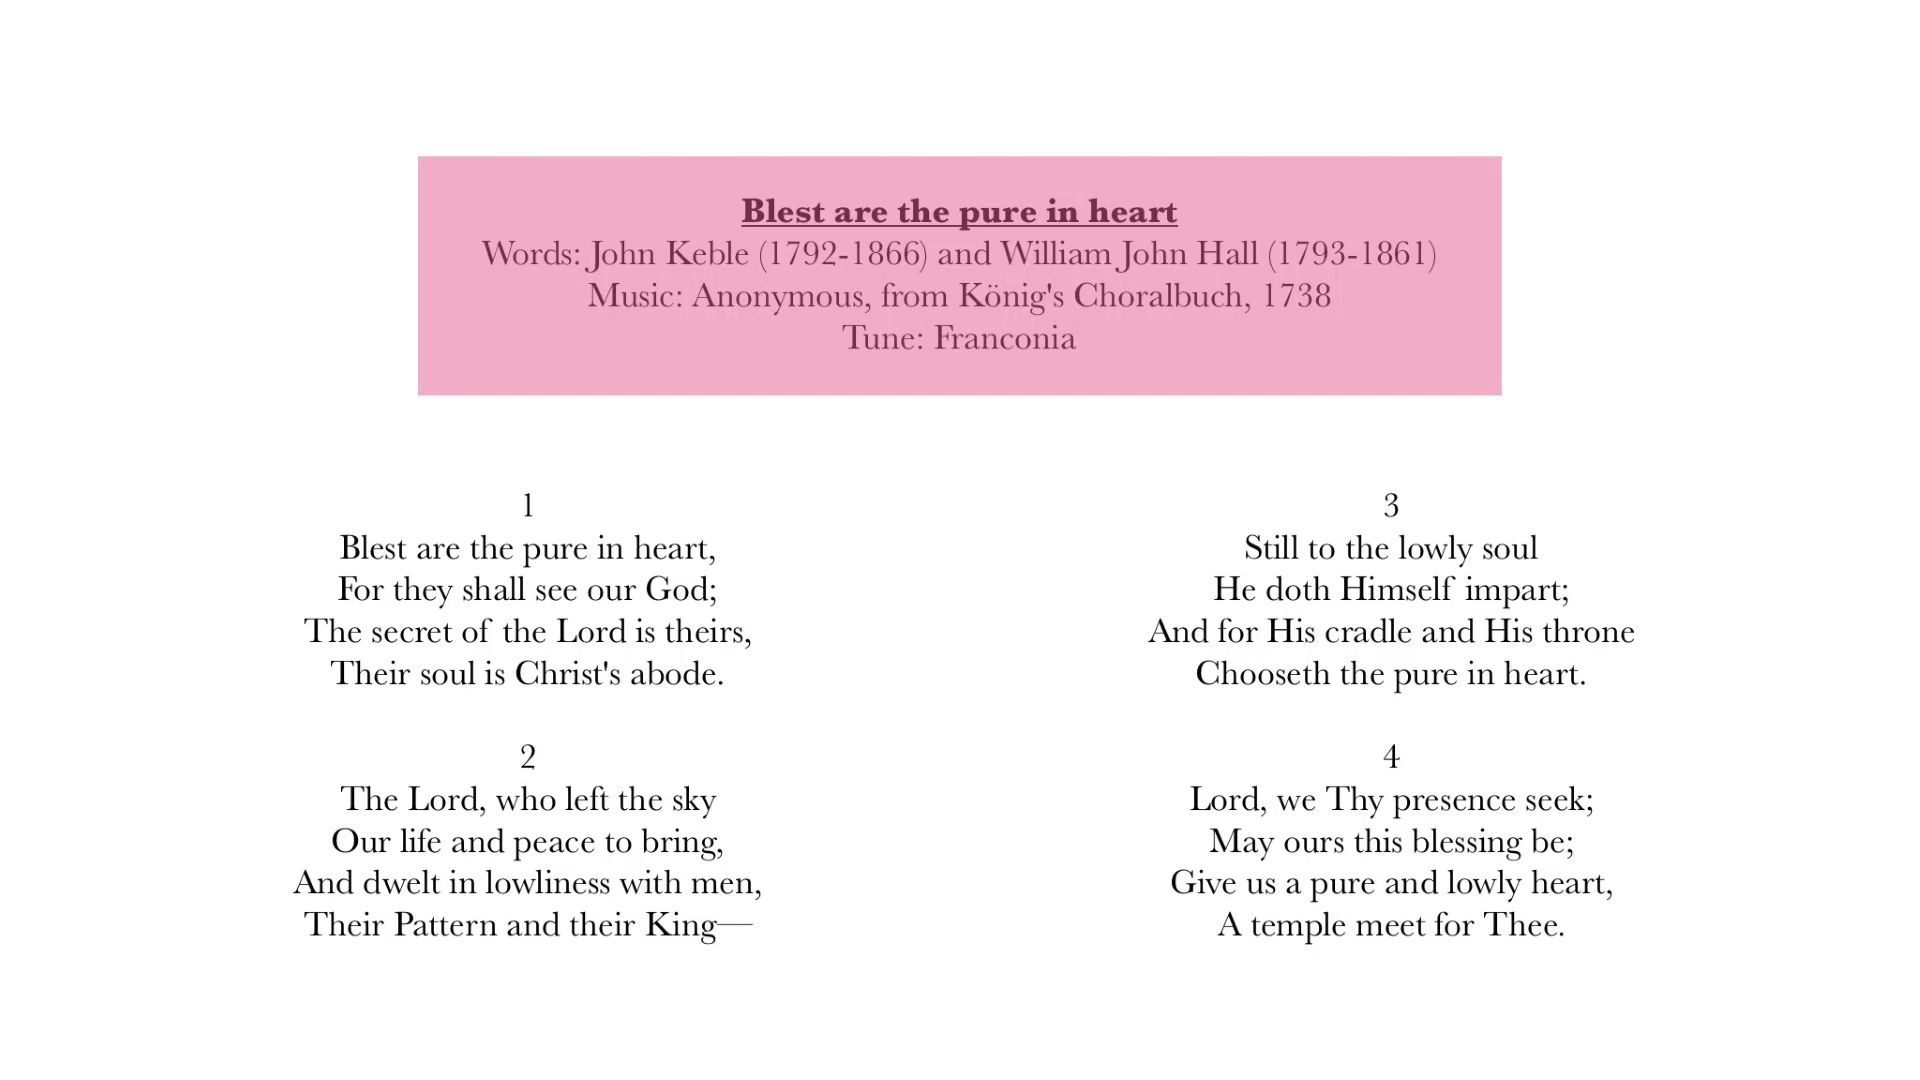 Blest are the pure in heart
Words: John Keble (1792-1866) and William John Hall (1793-1861)
Music: Anonymous, from König's Choralbuch, 1738
Tune: Franconia
1
Blest are the pure in heart,
For they shall see our God;
The secret of the Lord is theirs,
Their soul is Christ's abode.
2
The Lord, who left the sky
Our life and peace to bring,
And dwelt in lowliness with men,
Their Pattern and their King—
3
Still to the lowly soul
He doth Himself impart;
And for His cradle and His throne
Chooseth the pure in heart.
4
Lord, we Thy presence seek;
May ours this blessing be;
Give us a pure and lowly heart,
A temple meet for Thee.